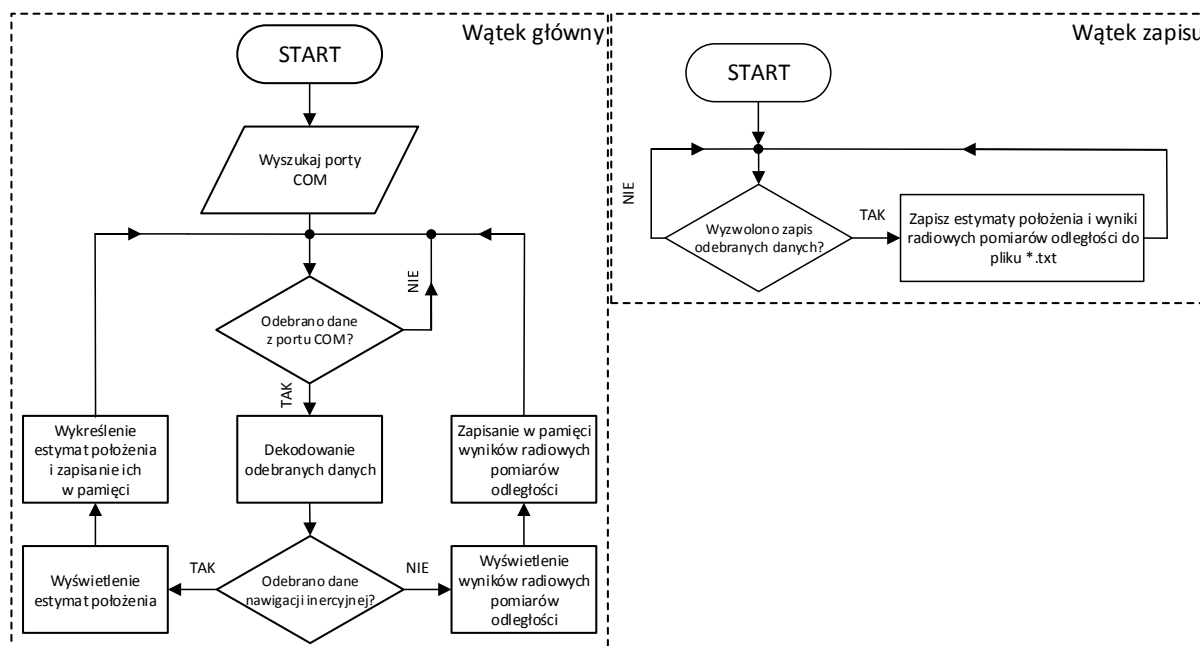 Wątek główny
START
Wyszukaj porty
COM
NIE
Odebrano dane
z portu COM?
TAK
Wykreślenie
estymat położenia
i zapisanie ich
w pamięci
Dekodowanie
odebranych danych
Zapisanie w pamięci
wyników radiowych
pomiarów
odległości
Wyświetlenie
estymat położenia
TAK
Odebrano dane
nawigacji inercyjnej?
NIE
Wyświetlenie
wyników radiowych
pomiarów
odległości
Wątek zapisu
START
NIE
Wyzwolono zapis
odebranych danych?
TAK
Zapisz estymaty położenia i wyniki
radiowych pomiarów odległości do
pliku *.txt